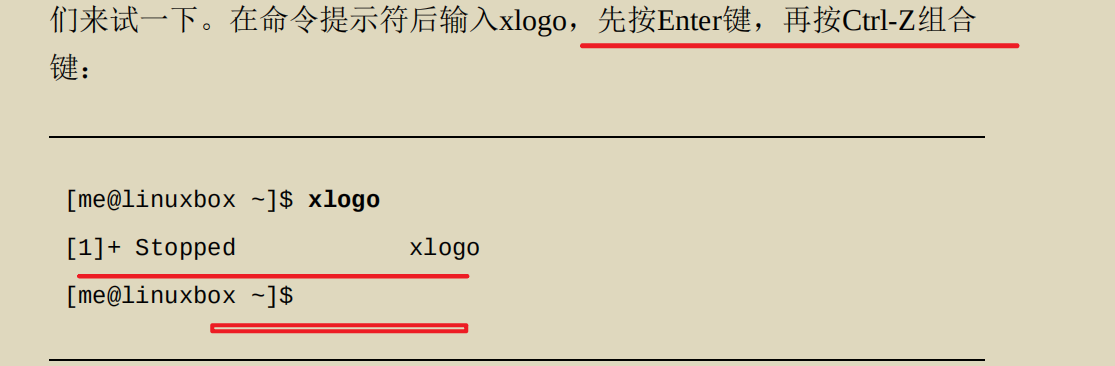 们来试一下。在命令提示符后输入xlogo，先按Enter键，再按Ctrl-Z组合
键：
[me@linuxbox ~]$ xlogo
[1]+ Stopped            xlogo
[me@linuxbox ~]$